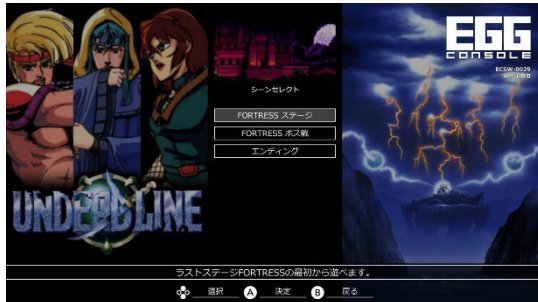 EGG
CONSOLE
ECSW-0029
Ver. 1.0.0
シーンセレクト
FORTRESS ステージ
FORTRESS ボス戦
エンディング
UNDEADLINE
ラストステージFORTRESSの最初から遊べます。
選択 A 決定 B 戻る